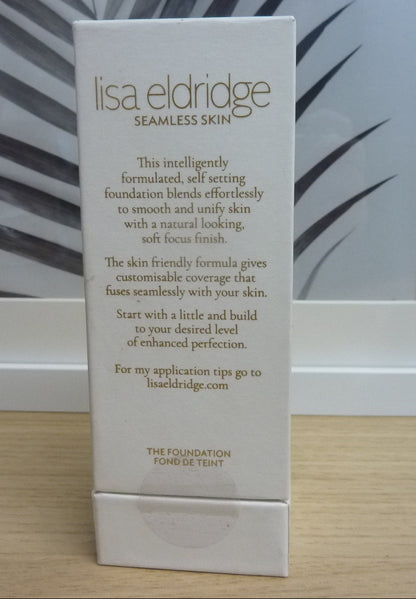 lisa eldridge
SEAMLESS SKIN
This intelligently
formulated, self setting
foundation blends effortlessly
to smooth and unify skin
with a natural looking,
soft focus finish.
The skin friendly formula gives
customisable coverage that
fuses seamlessly with your skin.
Start with a little and build
to your desired level
of enhanced perfection.
For my application tips go to
lisaeldridge.com
THE FOUNDATION
FOND DE TEINT